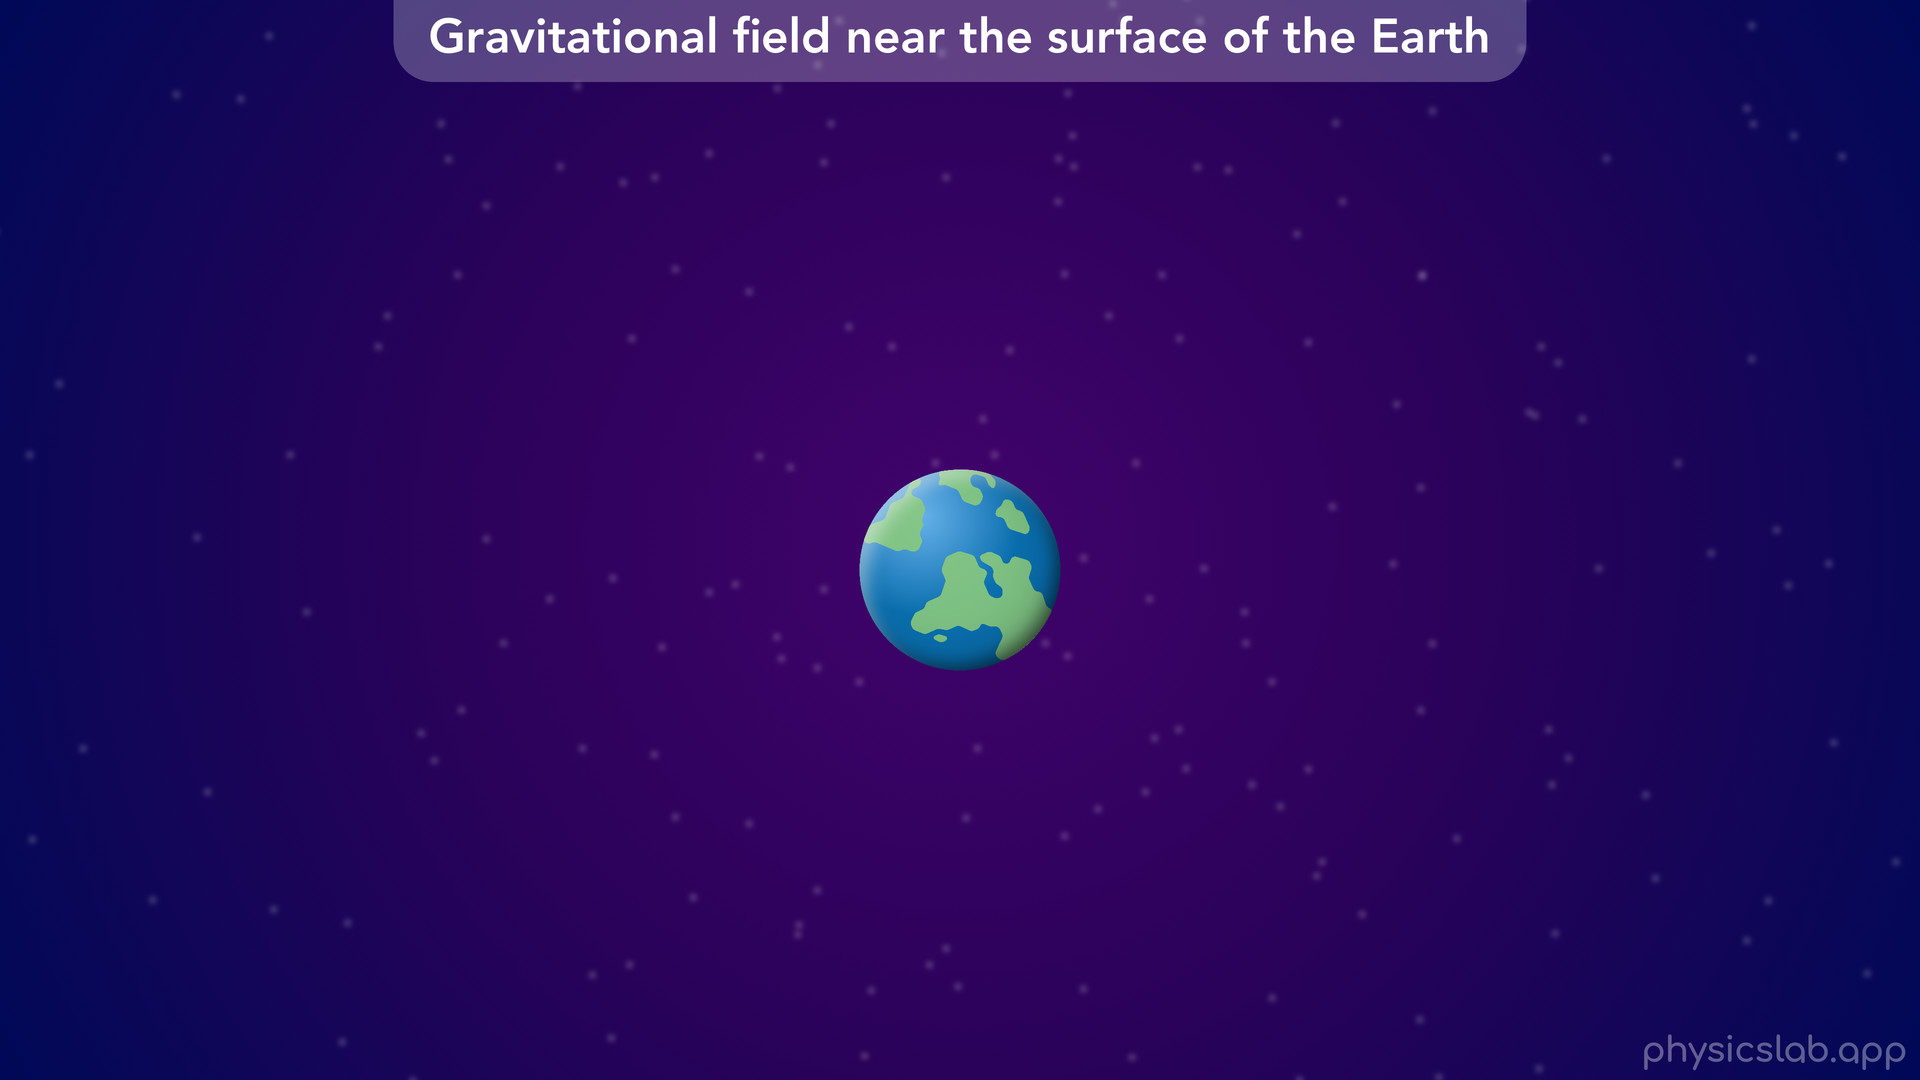 Gravitational field near the surface of the Earth
physicslab.app